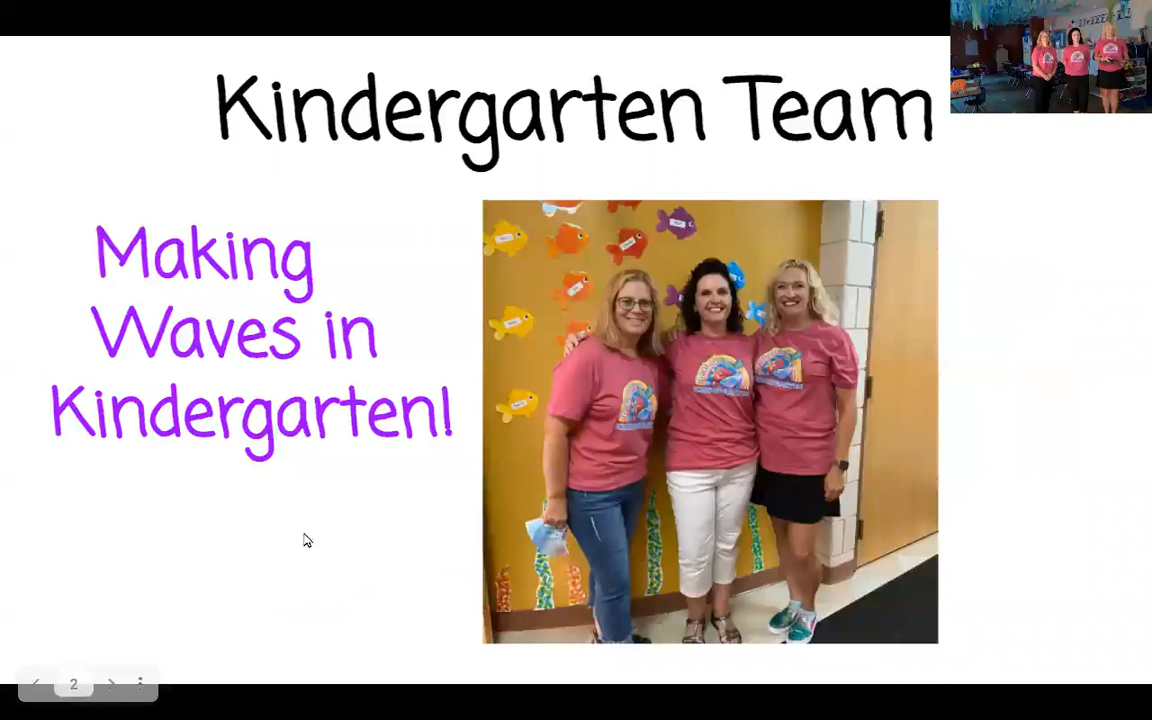 Kindergarten Team
Making
Waves in
Kindergarten!
2